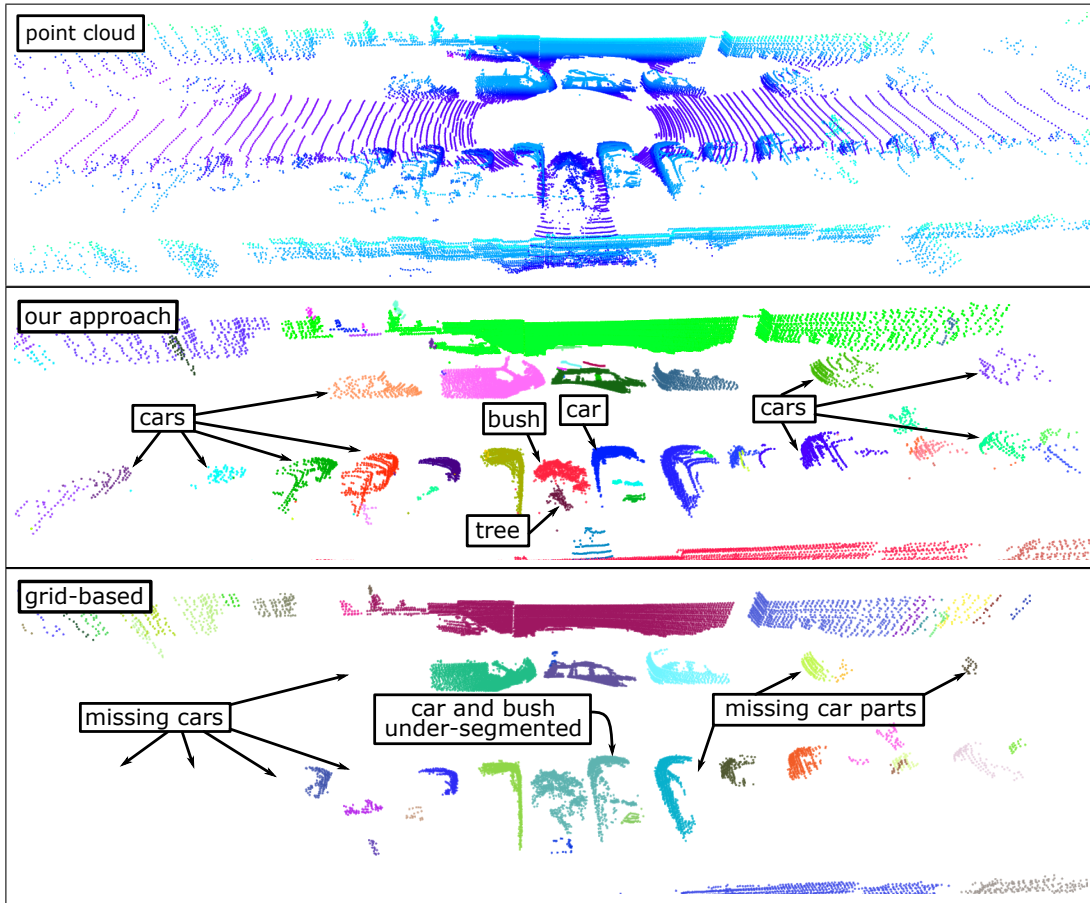 point cloud
our approach
cars
bush
car
cars
tree
grid-based
missing cars
car and bush
under-segmented
missing car parts